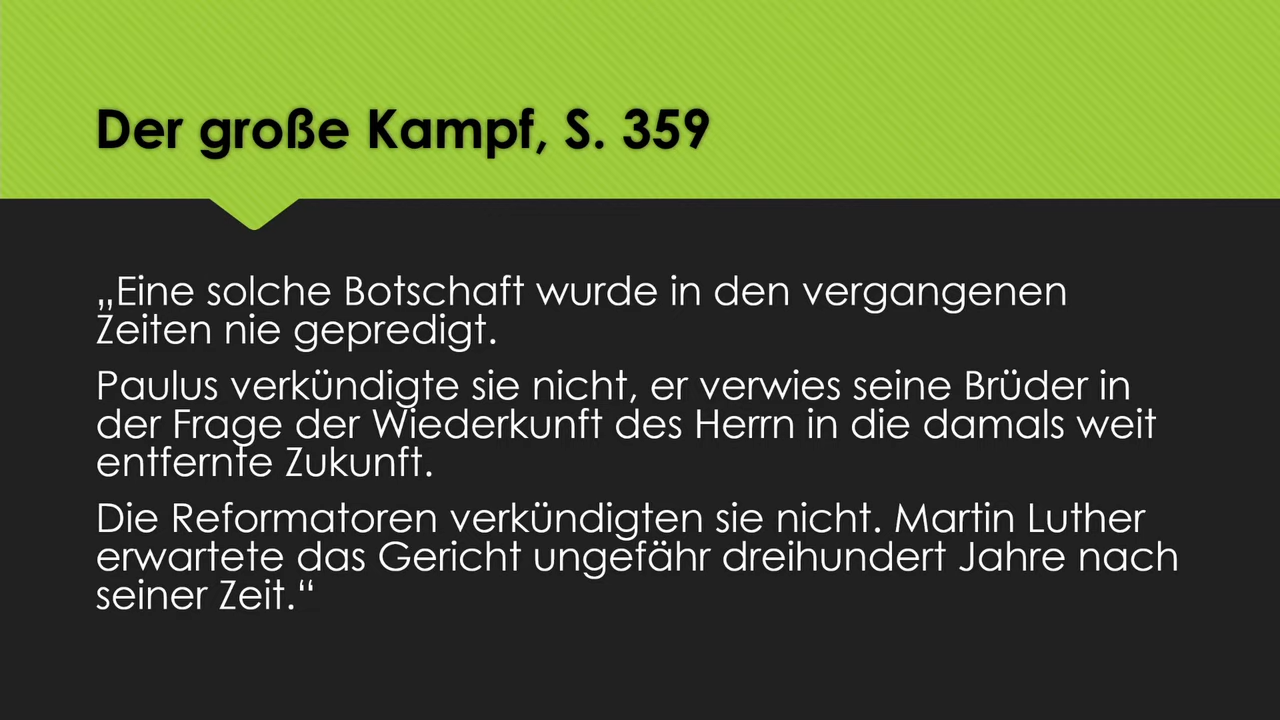 Der große Kampf, S. 359
„Eine solche Botschaft wurde in den vergangenen
Zeiten nie gepredigt.
Paulus verkündigte sie nicht, er verwies seine Brüder in
der Frage der Wiederkunft des Herrn in die damals weit
entfernte Zukunft.
Die Reformatoren verkündigten sie nicht. Martin Luther
erwartete das Gericht ungefähr dreihundert Jahre nach
seiner Zeit.“